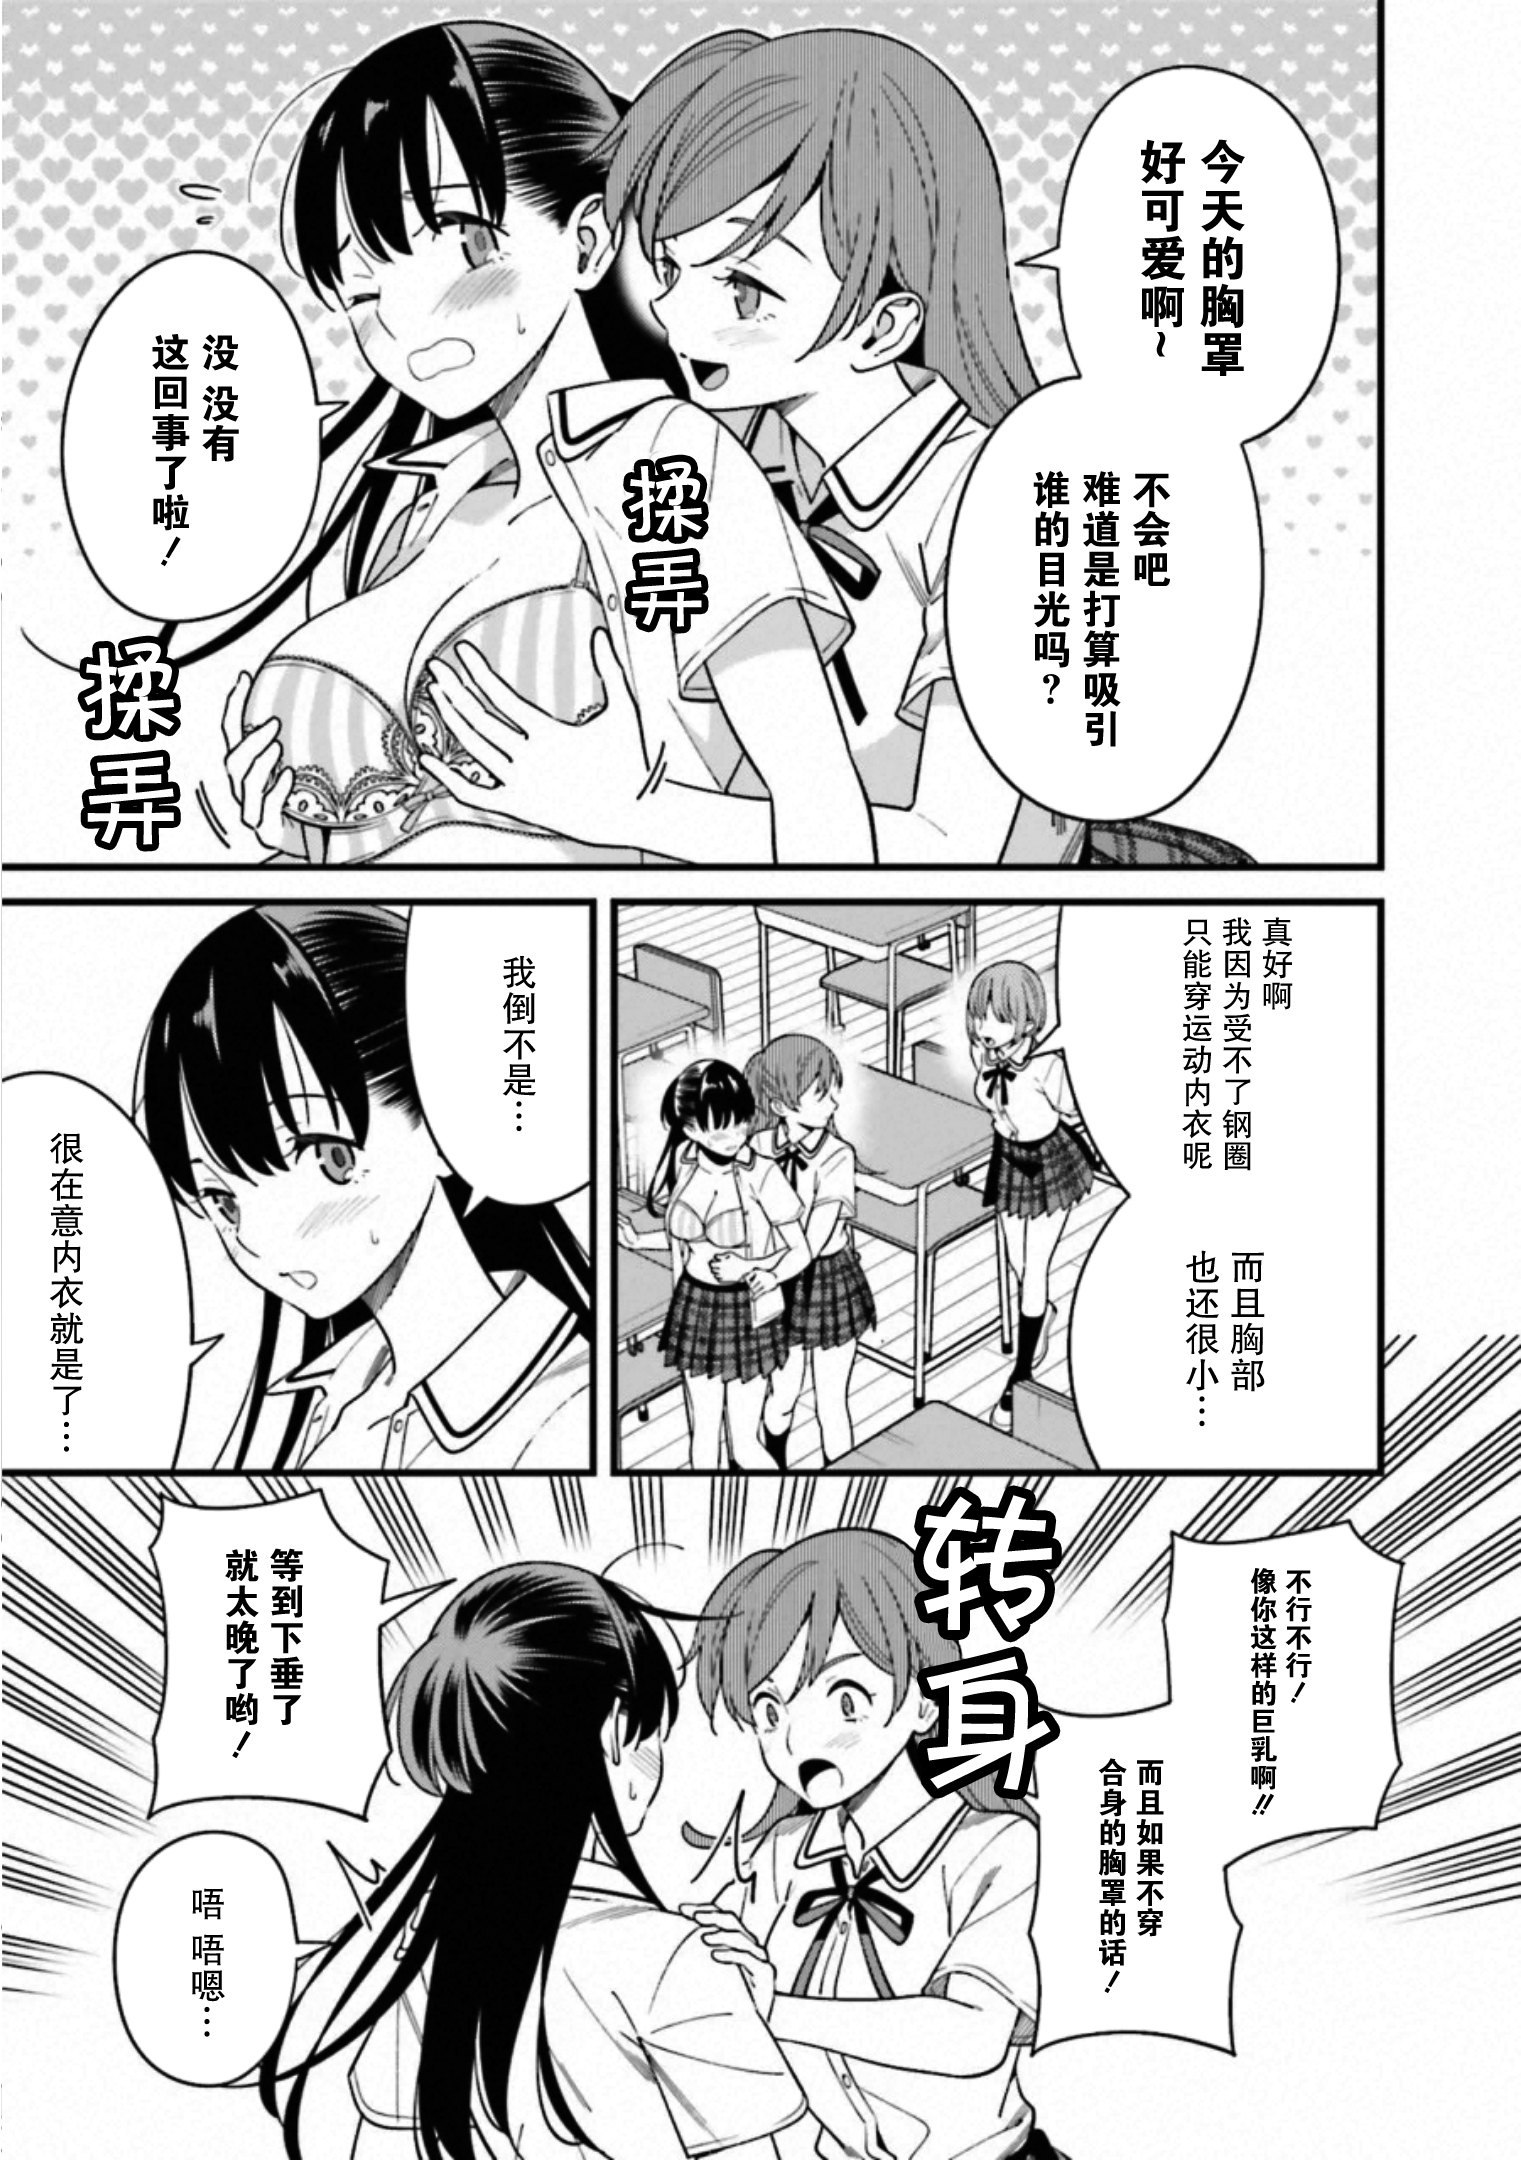 今天的胸罩
好可爱啊~
不会吧
难道是打算吸引
谁的目光吗?
揉弄
没 没有
这回事了啦!
揉弄
真好啊
我因为受不了钢圈
只能穿运动内衣呢
而且胸部
也还很小…
我倒不是…
很在意内衣就是了…
转身
不行不行!
像你这样的巨乳啊!!
而且如果不穿
合身的胸罩的话!
等到下垂了
就太晚了哟!
唔 唔嗯…